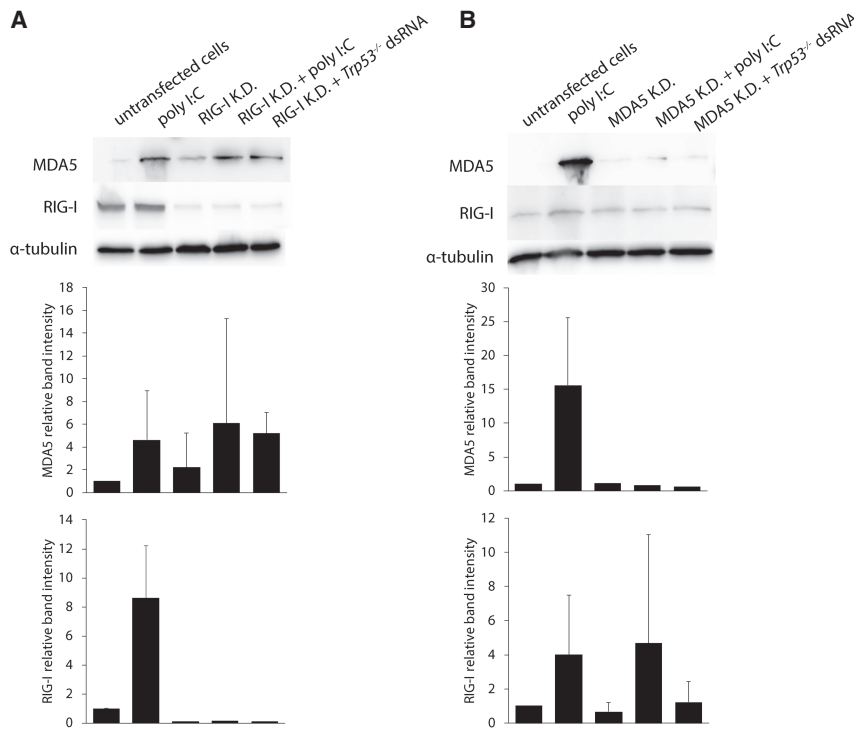 A
untransfected cells
poly I:C
RIG-I K.D.
RIG-I K.D. + poly I:C
RIG-I K.D. + Trp53-/- dsRNA
MDA5
RIG-I
α-tubulin
MDA5 relative band intensity
18
16
14
12
10
8
6
4
2
0
RIG-I relative band intensity
14
12
10
8
6
4
2
0
B
untransfected cells
poly I:C
MDA5 K.D.
MDA5 K.D. + poly I:C
MDA5 K.D. + Trp53-/- dsRNA
MDA5
RIG-I
α-tubulin
MDA5 relative band intensity
30
25
20
15
10
5
0
RIG-I relative band intensity
12
10
8
6
4
2
0